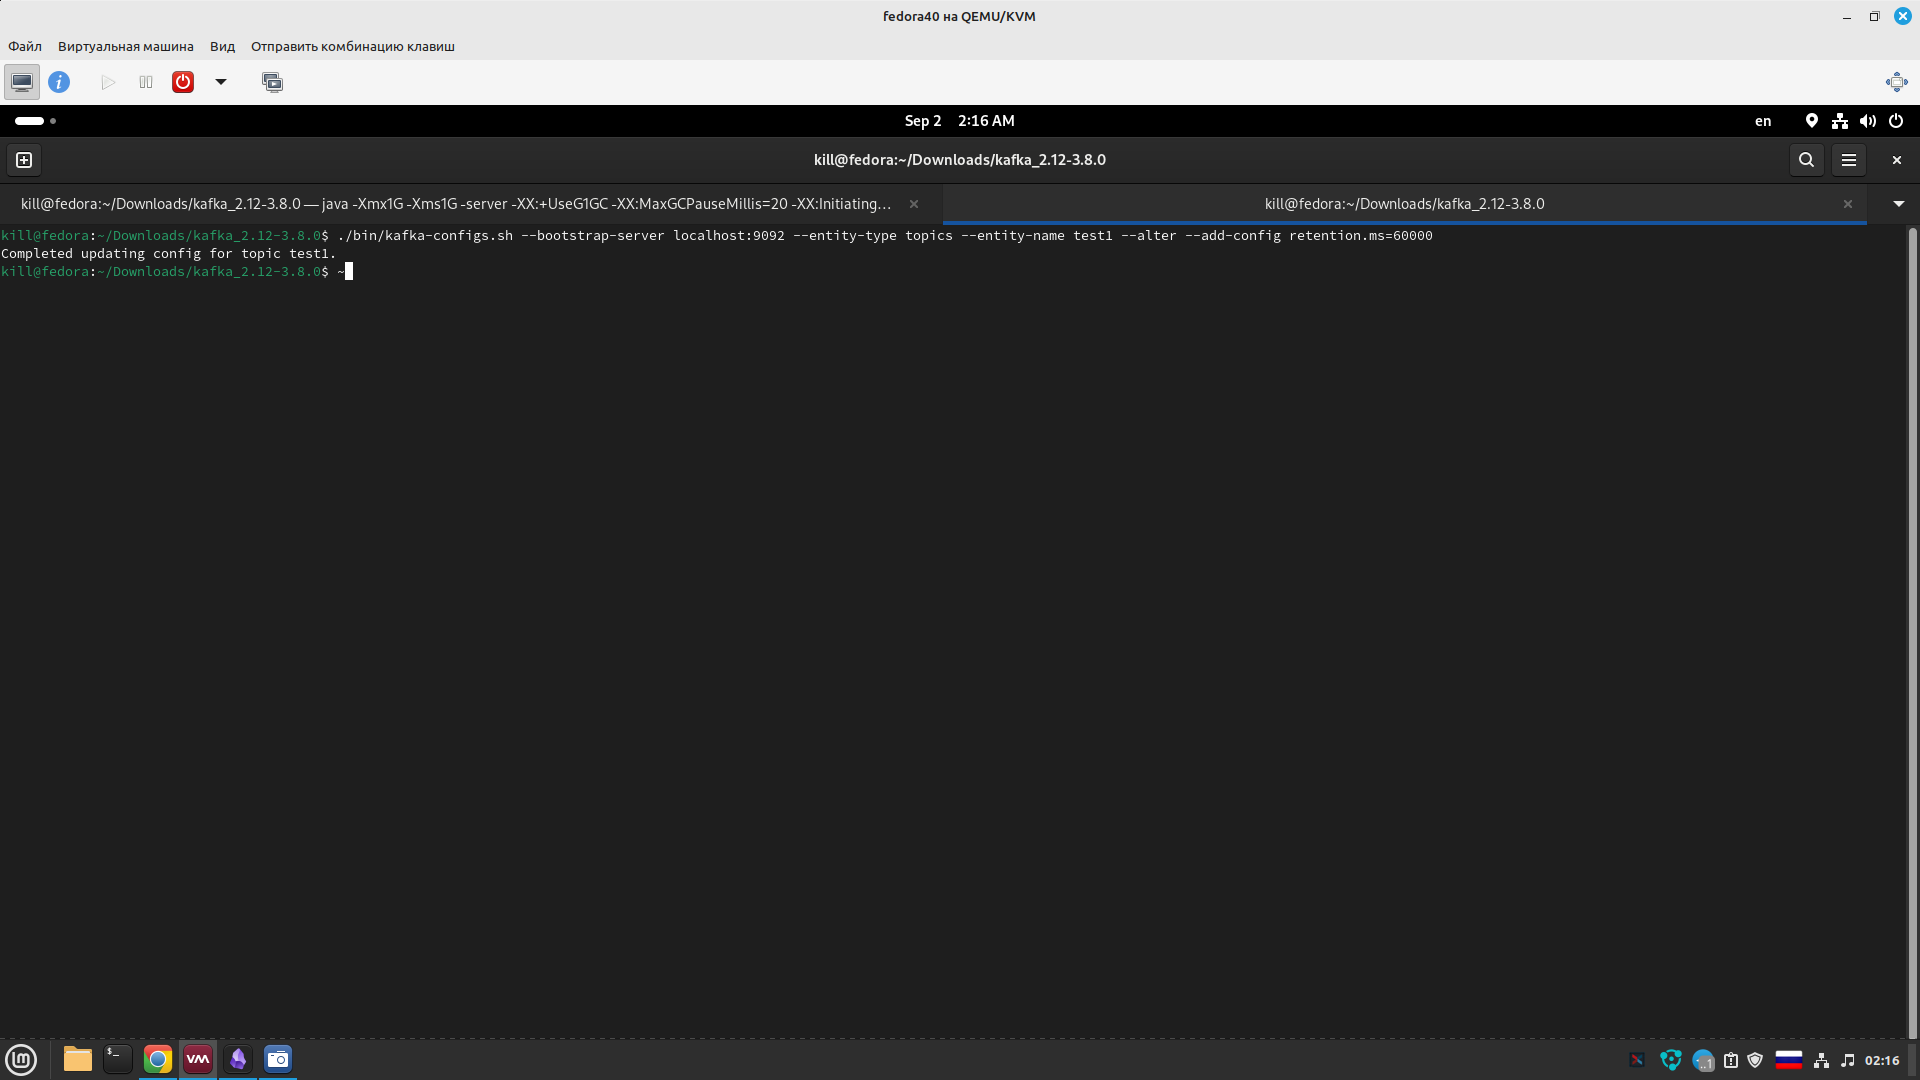 fedora40 на QEMU/KVM
Файл Виртуальная машина Вид Отправить комбинацию клавиш
Sep 2 2:16 AM
en
kill@fedora:~/Downloads/kafka_2.12-3.8.0
kill@fedora:~/Downloads/kafka_2.12-3.8.0 — java -Xmx1G -Xms1G -server -XX:+UseG1GC -XX:MaxGCPauseMillis=20 -XX:Initiating…
kill@fedora:~/Downloads/kafka_2.12-3.8.0
kill@fedora:~/Downloads/kafka_2.12-3.8.0$ ./bin/kafka-configs.sh --bootstrap-server localhost:9092 --entity-type topics --entity-name test1 --alter --add-config retention.ms=60000
Completed updating config for topic test1.
kill@fedora:~/Downloads/kafka_2.12-3.8.0$ ~
02:16